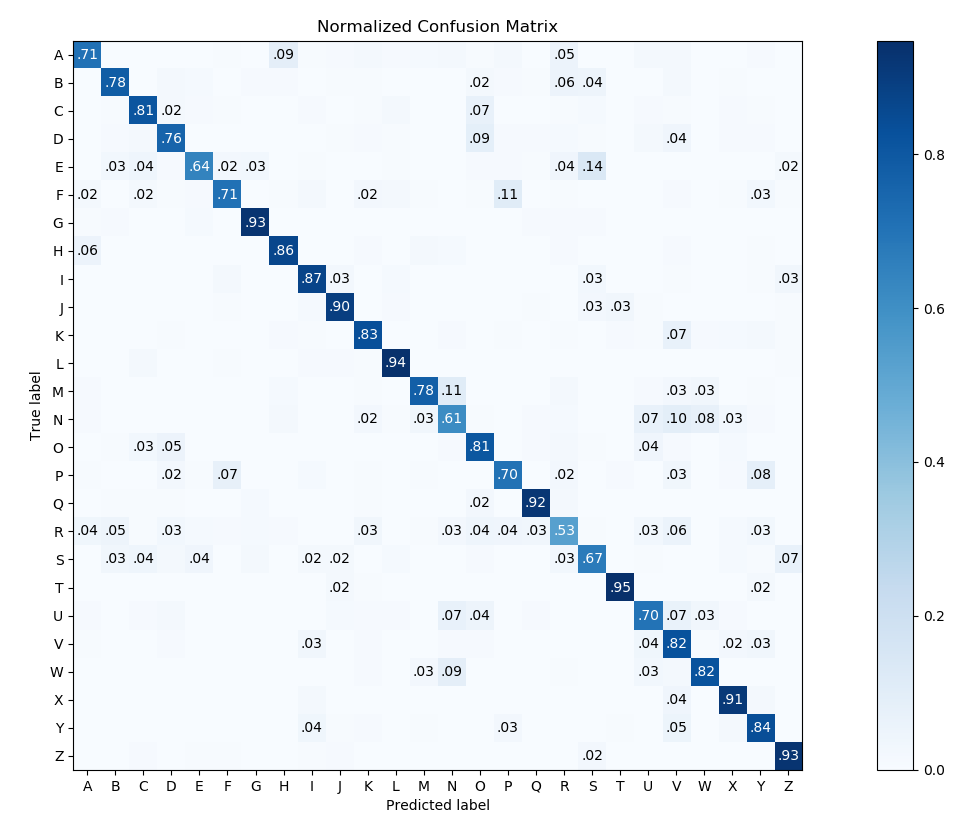 Normalized Confusion Matrix
A .71 .09 .05
B .78 .02 .06 .04
C .81 .02 .07
D .76 .09 .04
E .03 .04 .64 .02 .03 .04 .14 .02
F .02 .02 .71 .02 .11 .03
G .93
H .06 .86
I .87 .03 .03 .03
J .90 .03 .03
K .83 .07
L .94
M .78 .11 .03 .03
N .02 .03 .61 .07 .10 .08 .03
O .03 .05 .81 .04
P .02 .07 .70 .02 .03 .08
Q .02 .92
R .04 .05 .03 .03 .03 .04 .04 .03 .53 .03 .06 .03
S .03 .04 .04 .02 .02 .03 .67 .07
T .02 .95 .02
U .07 .04 .70 .07 .03
V .03 .04 .82 .02 .03
W .03 .09 .03 .82
X .04 .91
Y .04 .03 .05 .84
Z .02 .93
A B C D E F G H I J K L M N O P Q R S T U V W X Y Z
Predicted label
True label
0.8
0.6
0.4
0.2
0.0